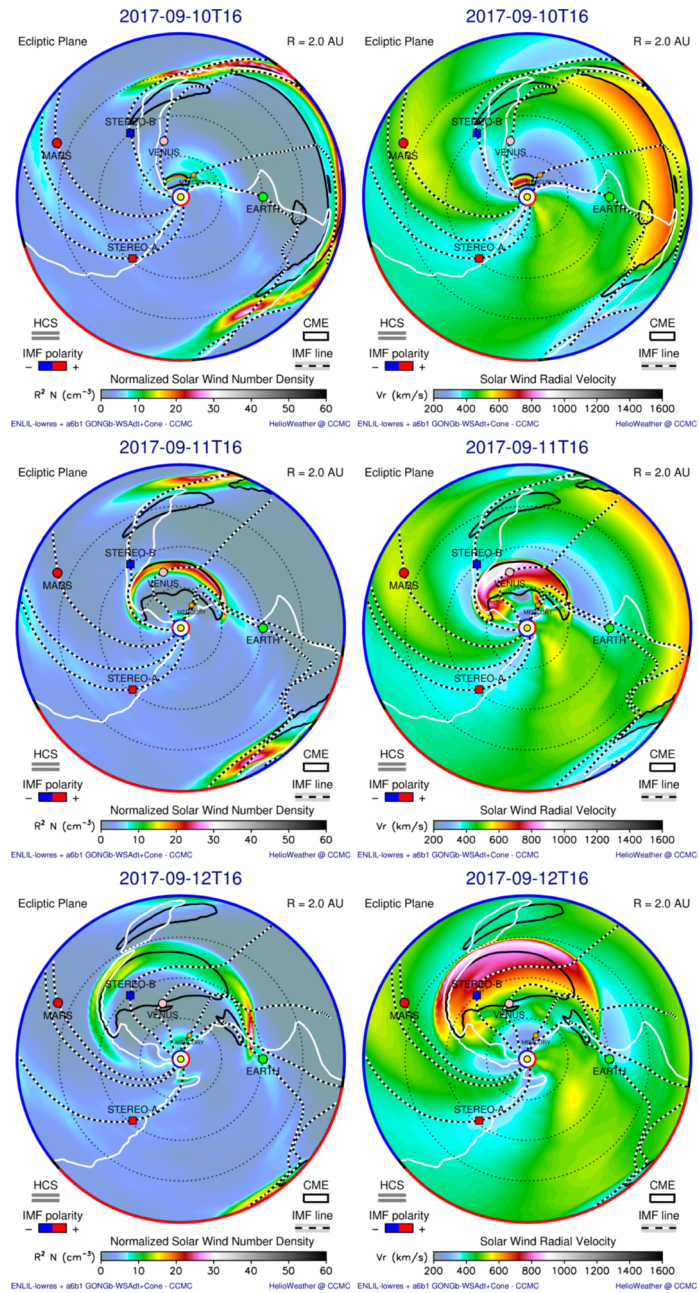 2017-09-10T16
Ecliptic Plane R = 2.0 AU
STEREO-B
MARS
VENUS
EARTH
STEREO-A
HCS CME
IMF polarity
- + IMF line
Normalized Solar Wind Number Density
R² N (cm⁻³)
0 10 20 30 40 50 60
ENLIL-lowres + a6b1 GONGb-WSAdt+Cone - CCMC HelioWeather @ CCMC
2017-09-10T16
Ecliptic Plane R = 2.0 AU
STEREO-B
MARS
VENUS
EARTH
STEREO-A
HCS CME
IMF polarity
- + IMF line
Solar Wind Radial Velocity
Vr (km/s)
200 400 600 800 1000 1200 1400 1600
ENLIL-lowres + a6b1 GONGb-WSAdt+Cone - CCMC HelioWeather @ CCMC
2017-09-11T16
Ecliptic Plane R = 2.0 AU
STEREO-B
MARS
VENUS
MERCURY
EARTH
STEREO-A
HCS CME
IMF polarity
- + IMF line
Normalized Solar Wind Number Density
R² N (cm⁻³)
0 10 20 30 40 50 60
ENLIL-lowres + a6b1 GONGb-WSAdt+Cone - CCMC HelioWeather @ CCMC
2017-09-11T16
Ecliptic Plane R = 2.0 AU
STEREO-B
MARS
VENUS
MERCURY
EARTH
STEREO-A
HCS CME
IMF polarity
- + IMF line
Solar Wind Radial Velocity
Vr (km/s)
200 400 600 800 1000 1200 1400 1600
ENLIL-lowres + a6b1 GONGb-WSAdt+Cone - CCMC HelioWeather @ CCMC
2017-09-12T16
Ecliptic Plane R = 2.0 AU
STEREO-B
MARS
VENUS
MERCURY
EARTH
STEREO-A
HCS CME
IMF polarity
- + IMF line
Normalized Solar Wind Number Density
R² N (cm⁻³)
0 10 20 30 40 50 60
ENLIL-lowres + a6b1 GONGb-WSAdt+Cone - CCMC HelioWeather @ CCMC
2017-09-12T16
Ecliptic Plane R = 2.0 AU
STEREO-B
MARS
VENUS
MERCURY
EARTH
STEREO-A
HCS CME
IMF polarity
- + IMF line
Solar Wind Radial Velocity
Vr (km/s)
200 400 600 800 1000 1200 1400 1600
ENLIL-lowres + a6b1 GONGb-WSAdt+Cone - CCMC HelioWeather @ CCMC